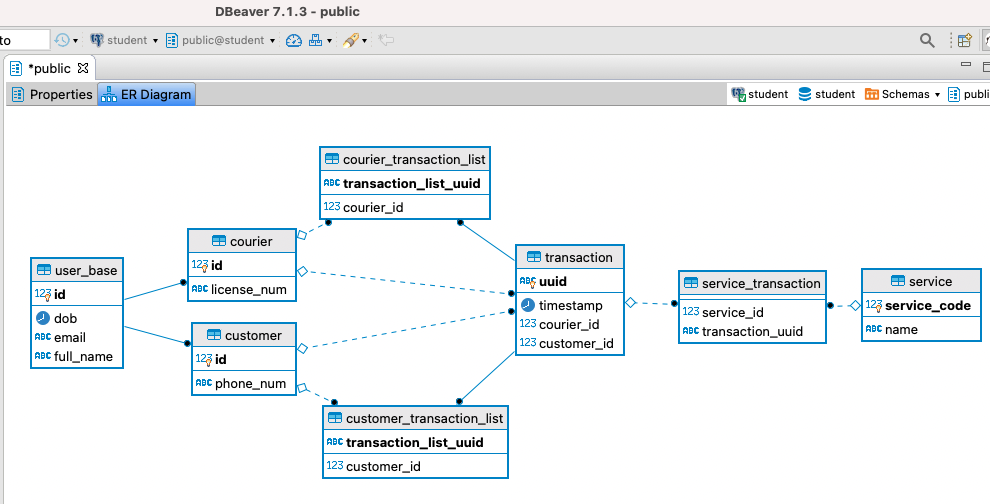 DBeaver 7.1.3 - public
to
student
public@student
*public
Properties
ER Diagram
student
student
Schemas
publi
courier_transaction_list
ABC transaction_list_uuid
123 courier_id
courier
123 id
ABC license_num
user_base
123 id
dob
ABC email
ABC full_name
customer
123 id
ABC phone_num
transaction
ABC uuid
timestamp
123 courier_id
123 customer_id
service_transaction
123 service_id
ABC transaction_uuid
service
123 service_code
ABC name
customer_transaction_list
ABC transaction_list_uuid
123 customer_id